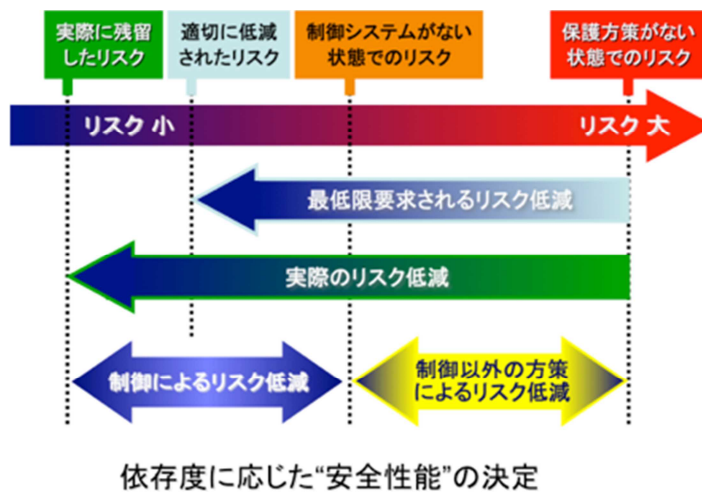 実際に残留
したリスク
適切に低減
されたリスク
制御システムがない
状態でのリスク
保護方策がない
状態でのリスク
リスク 小
リスク 大
最低限要求されるリスク低減
実際のリスク低減
制御によるリスク低減
制御以外の方策
によるリスク低減
依存度に応じた“安全性能”の決定